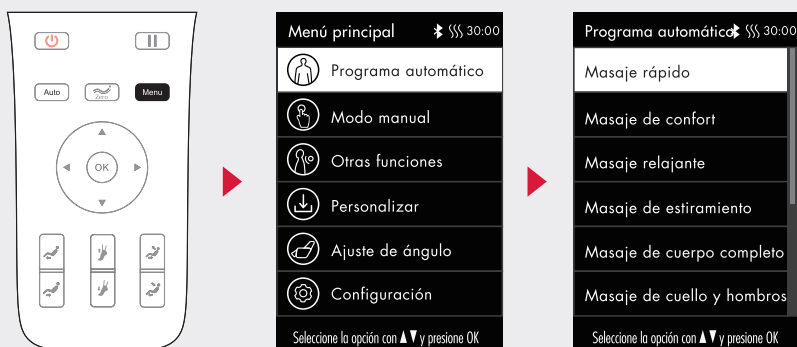 Auto
Zero
Menu
OK
Menú principal 30:00
Programa automático
Modo manual
Otras funciones
Personalizar
Ajuste de ángulo
Configuración
Seleccione la opción con ▲▼ y presione OK
Programa automático 30:00
Masaje rápido
Masaje de confort
Masaje relajante
Masaje de estiramiento
Masaje de cuerpo completo
Masaje de cuello y hombros
Seleccione la opción con ▲▼ y presione OK